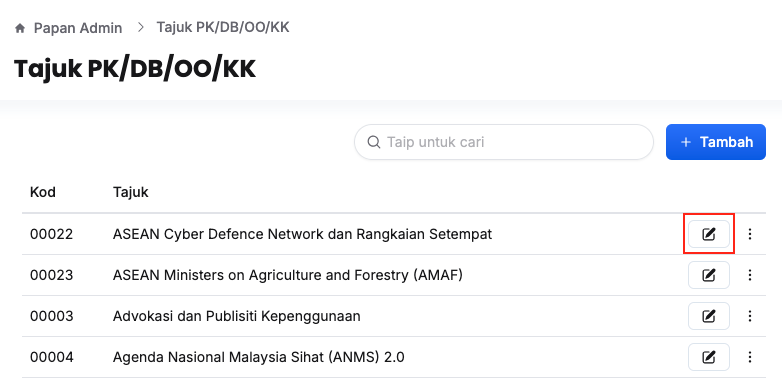 Papan Admin > Tajuk PK/DB/OO/KK
Tajuk PK/DB/OO/KK
Taip untuk cari
+ Tambah
Kod Tajuk
00022 ASEAN Cyber Defence Network dan Rangkaian Setempat
00023 ASEAN Ministers on Agriculture and Forestry (AMAF)
00003 Advokasi dan Publisiti Kepenggunaan
00004 Agenda Nasional Malaysia Sihat (ANMS) 2.0